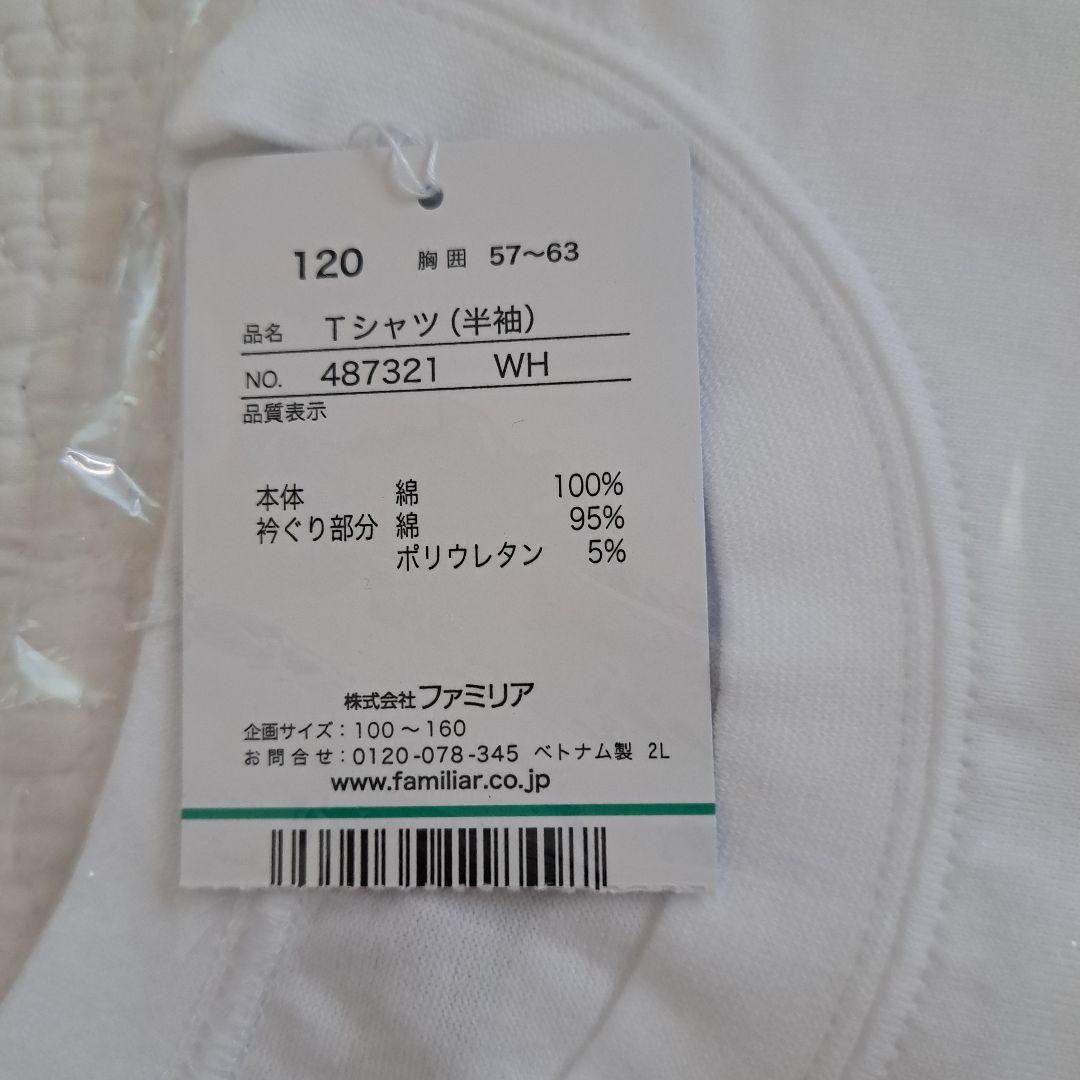 120 胸囲 57〜63
品名 Tシャツ(半袖)
NO. 487321 WH
品質表示
本体 綿 100%
衿ぐり部分 綿 95%
ポリウレタン 5%
株式会社ファミリア
企画サイズ：100〜160
お問合せ：0120-078-345 ベトナム製 2L
www.familiar.co.jp